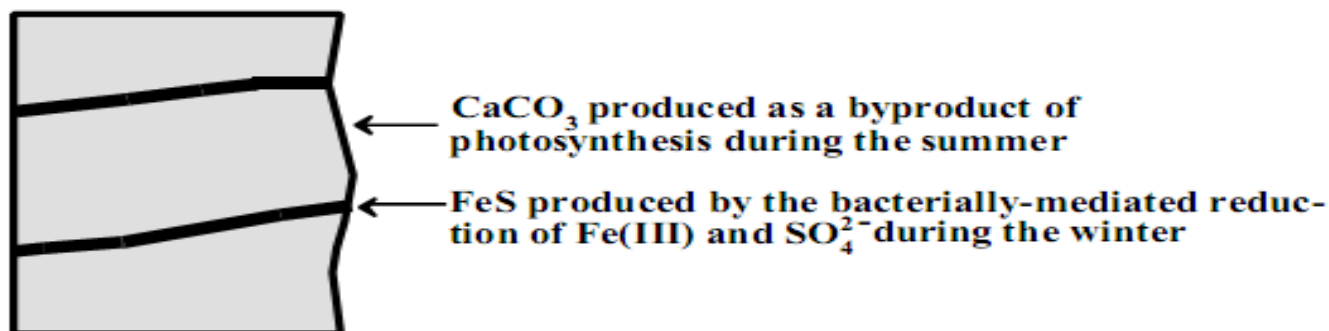 CaCO₃ produced as a byproduct of
photosynthesis during the summer
FeS produced by the bacterially-mediated reduc-
tion of Fe(III) and SO₄²⁻ during the winter